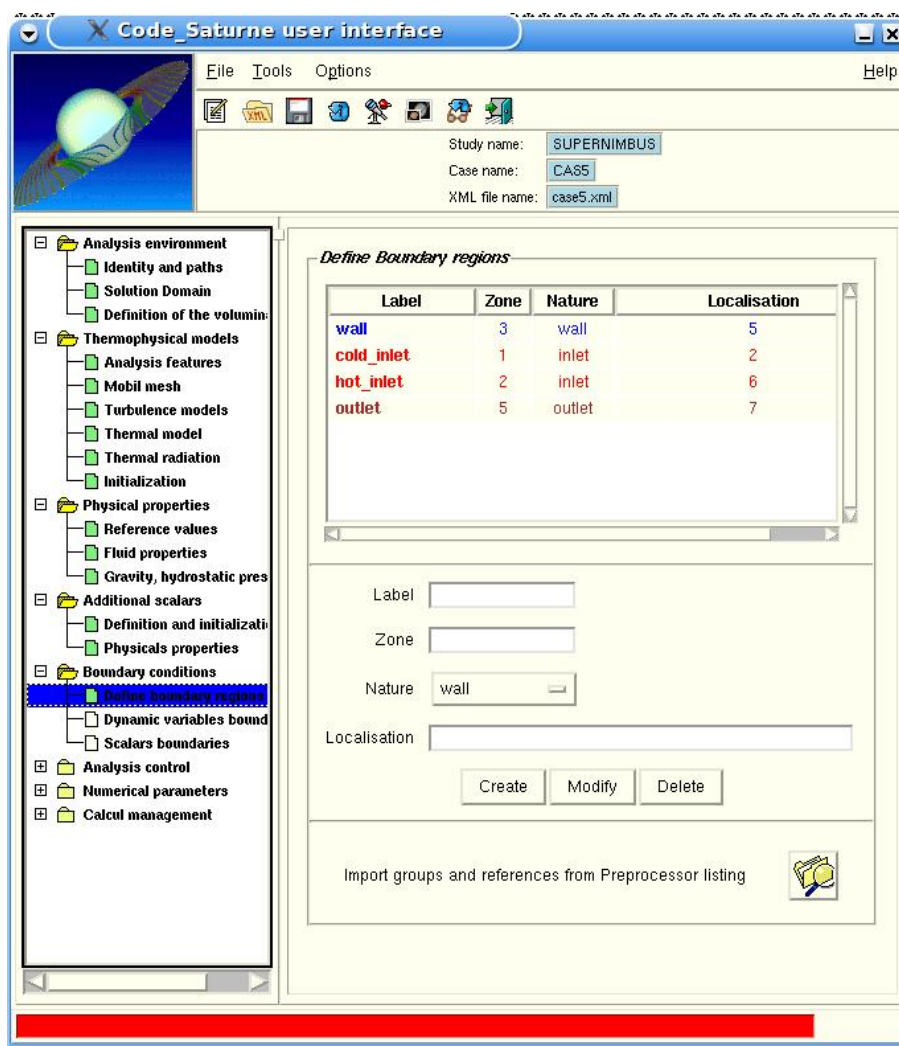 Code_Saturne user interface
File Tools Options Help
Study name: SUPERNIMBUS
Case name: CAS5
XML file name: case5.xml
Analysis environment
Identity and paths
Solution Domain
Definition of the volumin
Thermophysical models
Analysis features
Mobil mesh
Turbulence models
Thermal model
Thermal radiation
Initialization
Physical properties
Reference values
Fluid properties
Gravity, hydrostatic pres
Additional scalars
Definition and initializati
Physicals properties
Boundary conditions
Define boundary regions
Dynamic variables bound
Scalars boundaries
Analysis control
Numerical parameters
Calcul management
Define Boundary regions
Label Zone Nature Localisation
wall 3 wall 5
cold_inlet 1 inlet 2
hot_inlet 2 inlet 6
outlet 5 outlet 7
Label
Zone
Nature wall
Localisation
Create Modify Delete
Import groups and references from Preprocessor listing